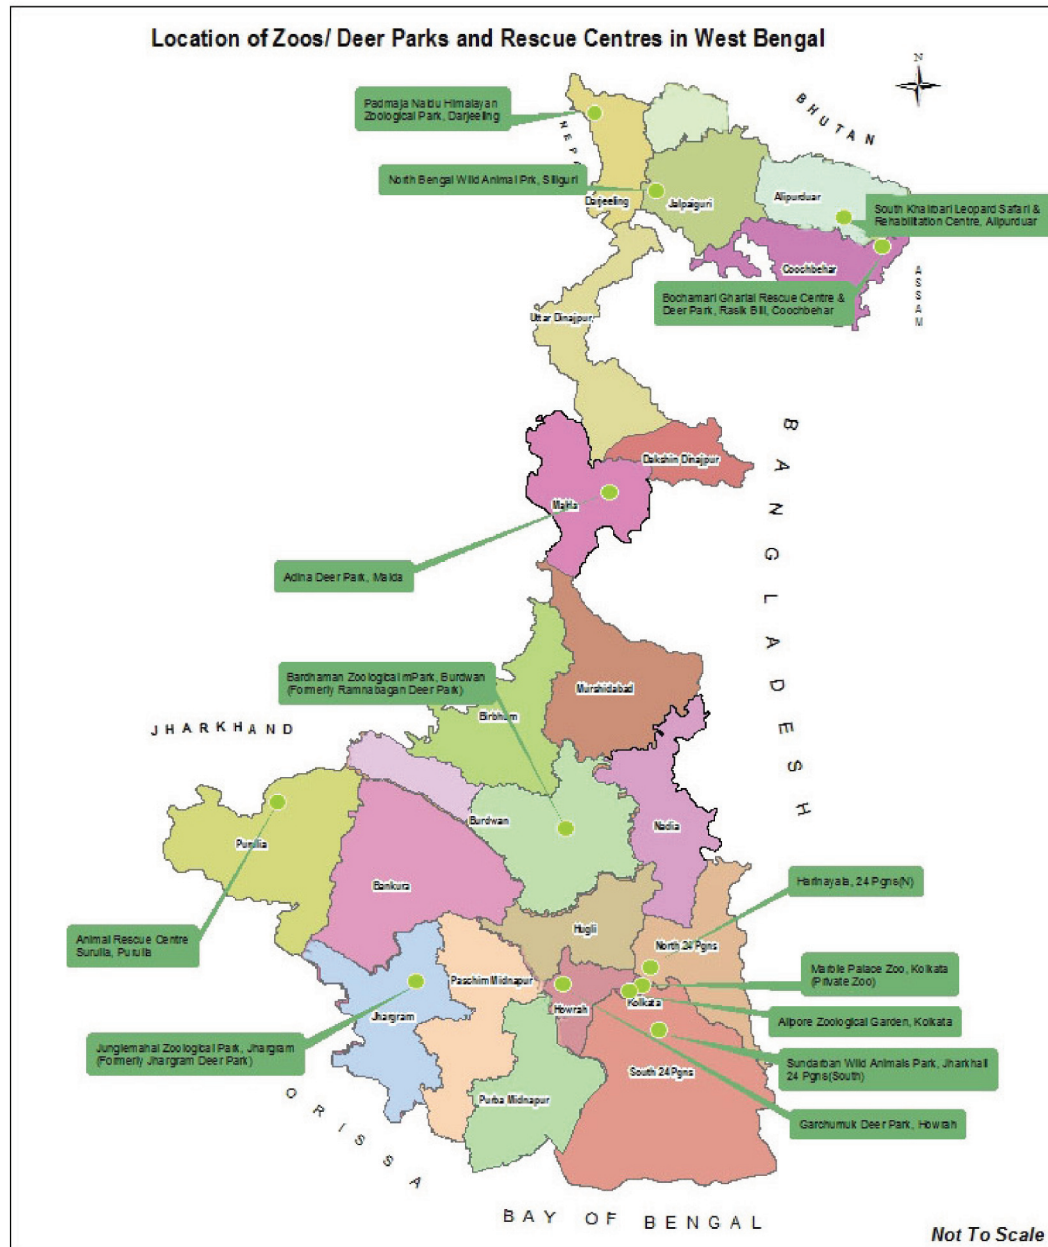 Location of Zoos/ Deer Parks and Rescue Centres in West Bengal
N
Padmaja Naidu Himalayan
Zoological Park, Darjeeling
BHUTAN
North Bengal Wild Animal Prk, Siliguri
Darjeeling
Jalpaiguri
Alipurduar
South Khairbari Leopard Safari &
Rehabilitation Centre, Alipurduar
Coochbehar
ASSAM
Bochamari Gharial Rescue Centre &
Deer Park, Rasik Bill, Coochbehar
Uttar Dinajpur
BANGLADESH
Dakshin Dinajpur
Malda
Adina Deer Park, Malda
Bardhaman Zoological mPark, Burdwan
(Formerly Ramnabagan Deer Park)
Murshidabad
Birbhum
JHARKHAND
Burdwan
Nadia
Purulia
Bankura
Harinayala, 24 Pgns(N)
Hugli
North 24 Pgns
Animal Rescue Centre
Surulia, Purulia
Marble Palace Zoo, Kolkata
(Private Zoo)
Paschim Midnapur
Kolkata
Howrah
Jhargram
Alipore Zoological Garden, Kolkata
Junglemahal Zoological Park, Jhargram
(Formerly Jhargram Deer Park)
Sundarban Wild Animals Park, Jharkhali
24 Pgns(South)
South 24 Pgns
Purba Midnapur
Garchumuk Deer Park, Howrah
ORISSA
BAY OF BENGAL
Not To Scale